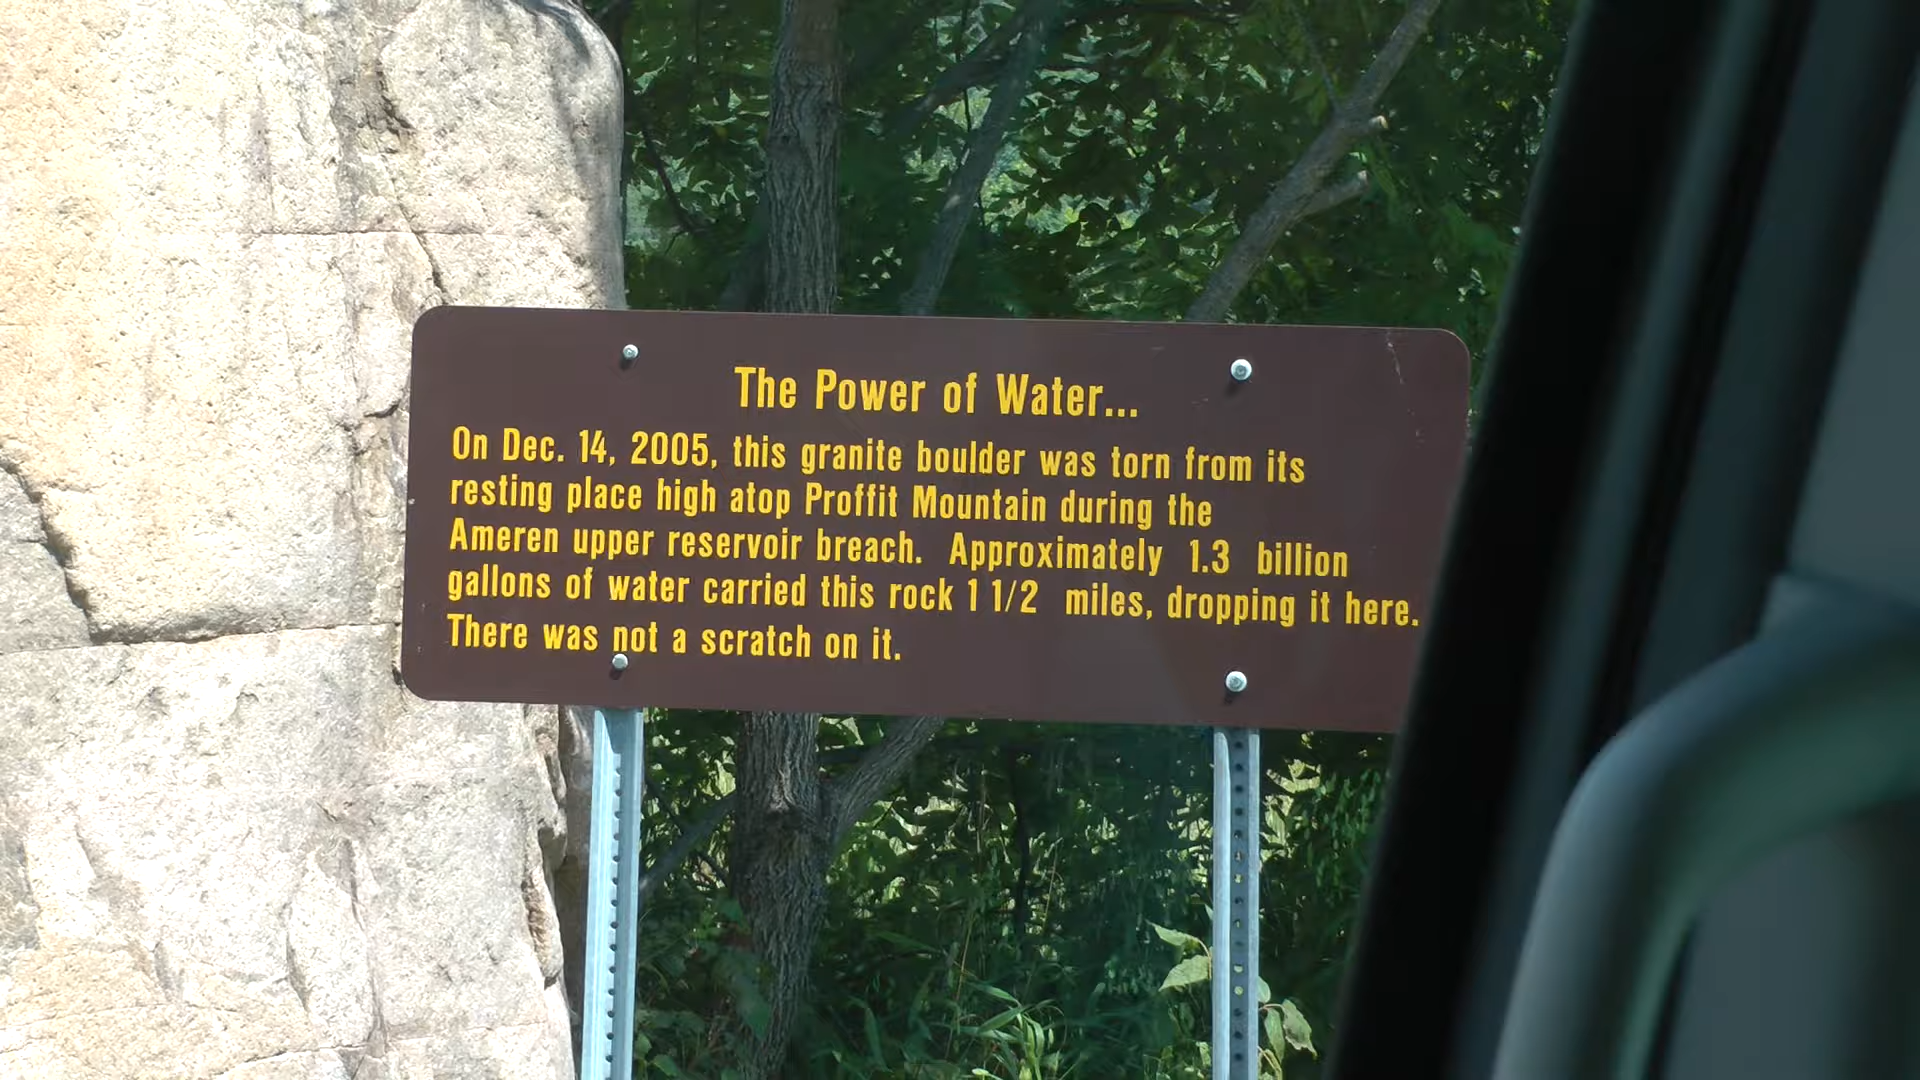 The Power of Water...
On Dec. 14, 2005, this granite boulder was torn from its
resting place high atop Proffit Mountain during the
Ameren upper reservoir breach. Approximately 1.3 billion
gallons of water carried this rock 1 1/2 miles, dropping it here.
There was not a scratch on it.